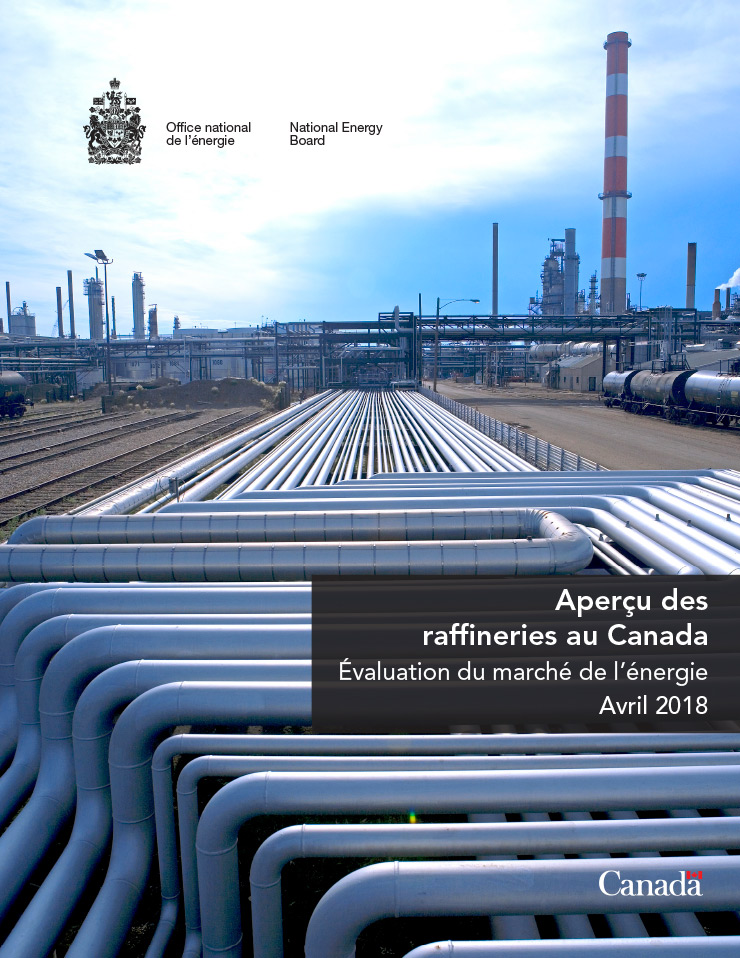 Office national
de l'énergie
National Energy
Board
Aperçu des
raffineries au Canada
Évaluation du marché de l'énergie
Avril 2018
Canada